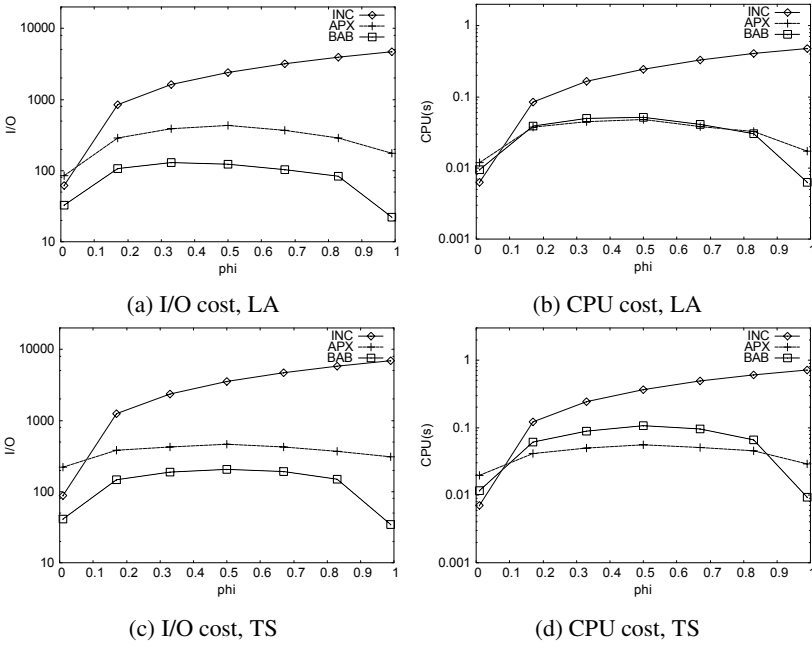 INC
APX
BAB
10000
1000
100
10
I/O
0 0.1 0.2 0.3 0.4 0.5 0.6 0.7 0.8 0.9 1
phi
(a) I/O cost, LA
INC
APX
BAB
1
0.1
0.01
0.001
CPU(s)
0 0.1 0.2 0.3 0.4 0.5 0.6 0.7 0.8 0.9 1
phi
(b) CPU cost, LA
INC
APX
BAB
10000
1000
100
10
I/O
0 0.1 0.2 0.3 0.4 0.5 0.6 0.7 0.8 0.9 1
phi
(c) I/O cost, TS
INC
APX
BAB
1
0.1
0.01
0.001
CPU(s)
0 0.1 0.2 0.3 0.4 0.5 0.6 0.7 0.8 0.9 1
phi
(d) CPU cost, TS